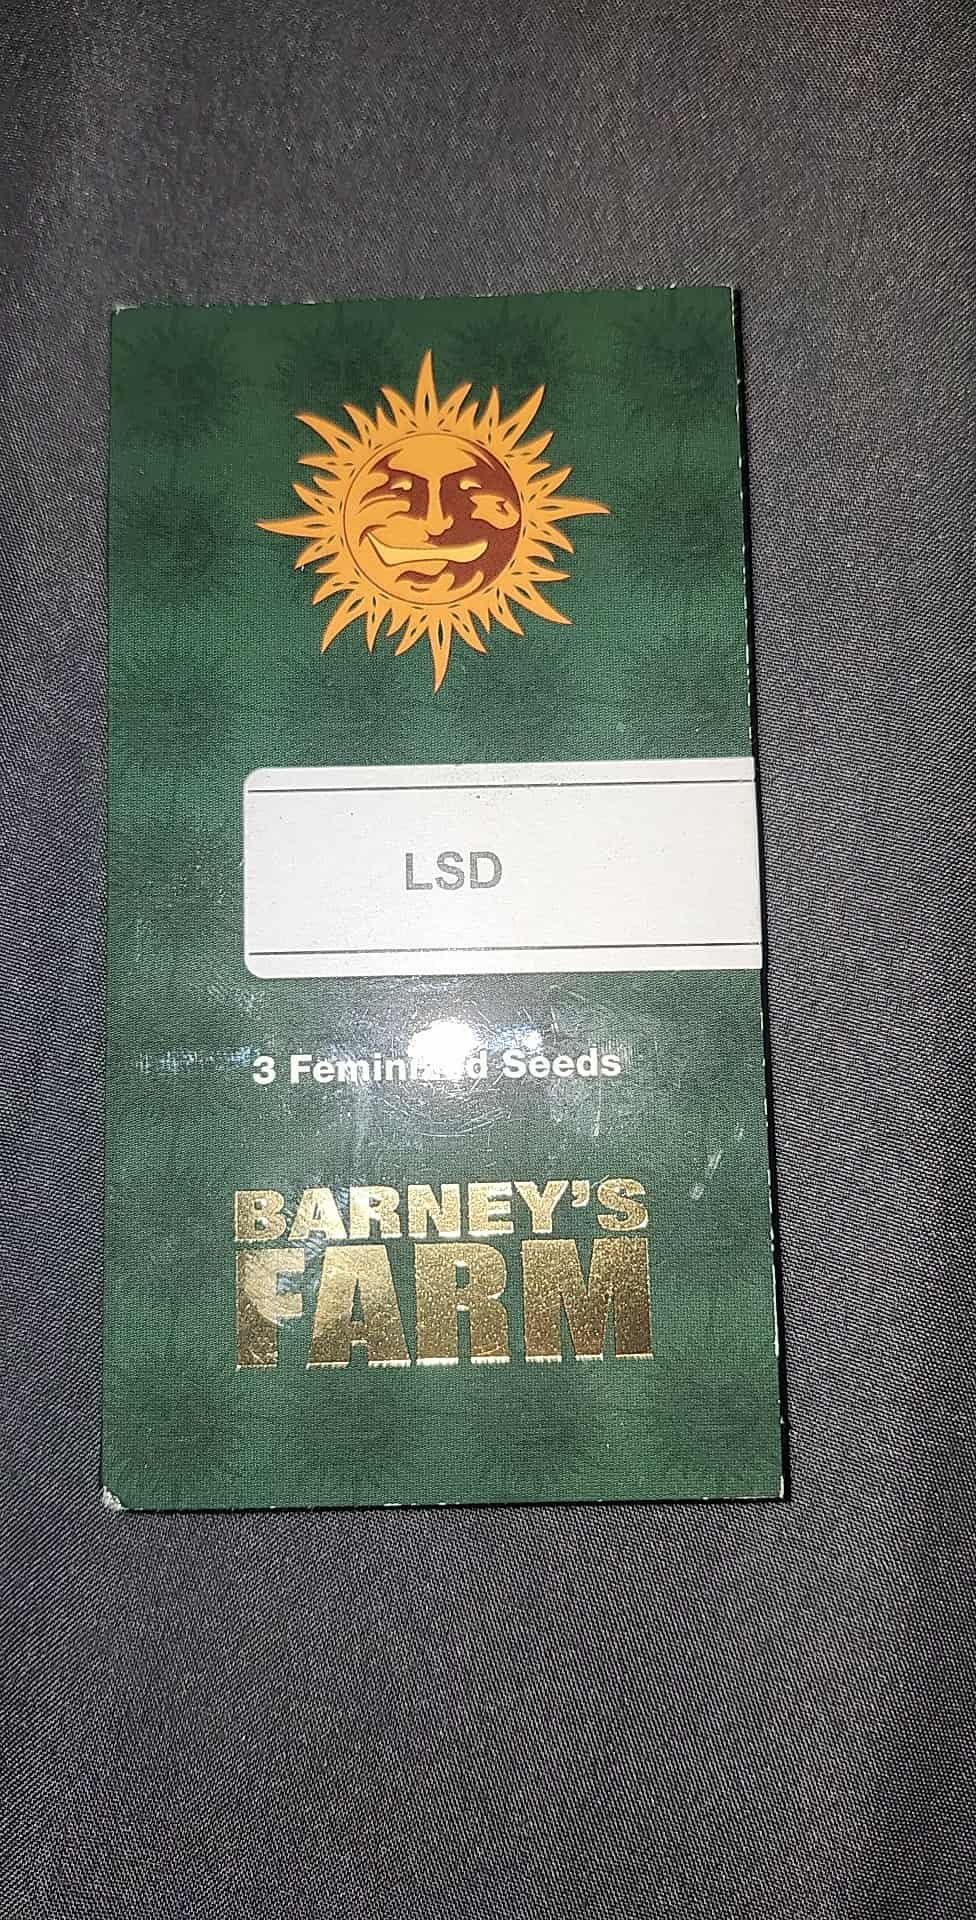 LSD
3 Feminized Seeds
BARNEY'S
FARM